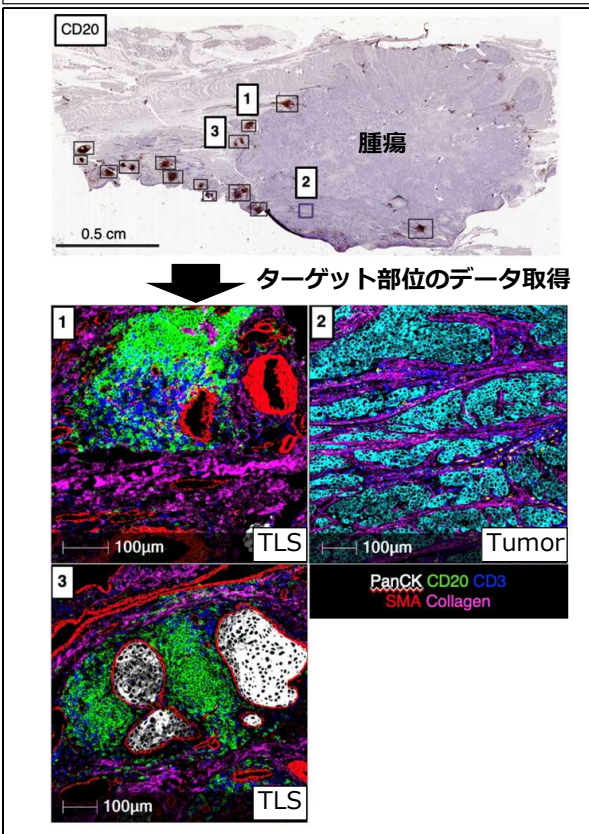 CD20
1
3
腫瘍
2
0.5 cm
ターゲット部位のデータ取得
1
2
100μm
TLS
100μm
Tumor
PanCK CD20 CD3
SMA Collagen
3
100μm
TLS